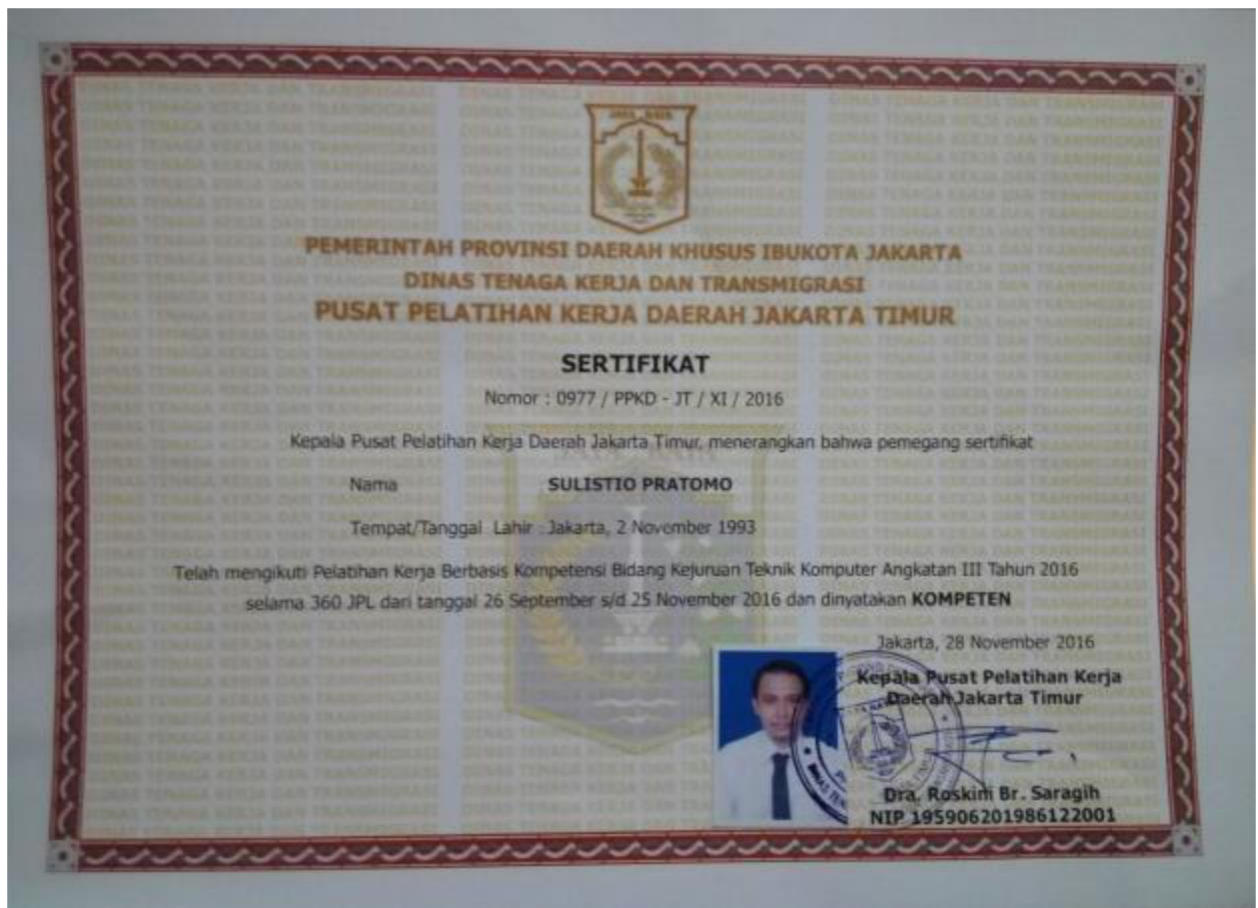 JAYA RAYA
PEMERINTAH PROVINSI DAERAH KHUSUS IBUKOTA JAKARTA
DINAS TENAGA KERJA DAN TRANSMIGRASI
PUSAT PELATIHAN KERJA DAERAH JAKARTA TIMUR
SERTIFIKAT
Nomor : 0977 / PPKD - JT / XI / 2016
Kepala Pusat Pelatihan Kerja Daerah Jakarta Timur, menerangkan bahwa pemegang sertifikat
Nama SULISTIO PRATOMO
Tempat/Tanggal Lahir : Jakarta, 2 November 1993
Telah mengikuti Pelatihan Kerja Berbasis Kompetensi Bidang Kejuruan Teknik Komputer Angkatan III Tahun 2016
selama 360 JPL dari tanggal 26 September s/d 25 November 2016 dan dinyatakan KOMPETEN
Jakarta, 28 November 2016
Kepala Pusat Pelatihan Kerja
Daerah Jakarta Timur
Dra. Roskini Br. Saragih
NIP 195906201986122001